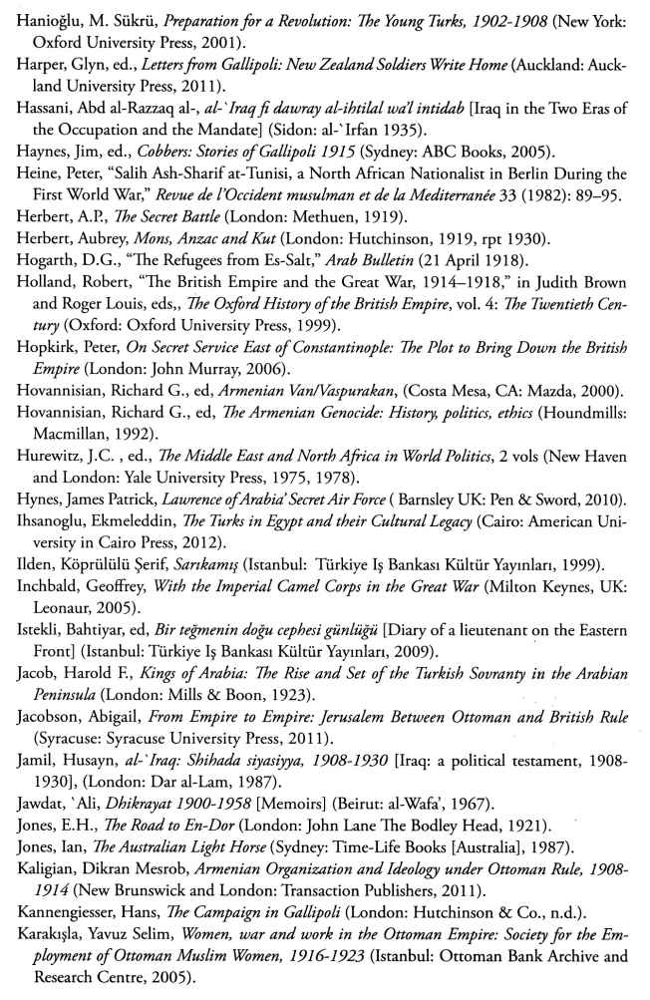 Hanioğlu, M. Sükrü, Preparation for a Revolution: The Young Turks, 1902-1908 (New York:
Oxford University Press, 2001).
Harper, Glyn, ed., Letters from Gallipoli: New Zealand Soldiers Write Home (Auckland: Auck-
land University Press, 2011).
Hassani, Abd al-Razzaq al-, al-`Iraq fi dawray al-ihtilal wa'l intidab [Iraq in the Two Eras of
the Occupation and the Mandate] (Sidon: al-`Irfan 1935).
Haynes, Jim, ed., Cobbers: Stories of Gallipoli 1915 (Sydney: ABC Books, 2005).
Heine, Peter, “Salih Ash-Sharif at-Tunisi, a North African Nationalist in Berlin During the
First World War,” Revue de l'Occident musulman et de la Mediterranée 33 (1982): 89–95.
Herbert, A.P., The Secret Battle (London: Methuen, 1919).
Herbert, Aubrey, Mons, Anzac and Kut (London: Hutchinson, 1919, rpt 1930).
Hogarth, D.G., “The Refugees from Es-Salt,” Arab Bulletin (21 April 1918).
Holland, Robert, “The British Empire and the Great War, 1914–1918,” in Judith Brown
and Roger Louis, eds,, The Oxford History of the British Empire, vol. 4: The Twentieth Cen-
tury (Oxford: Oxford University Press, 1999).
Hopkirk, Peter, On Secret Service East of Constantinople: The Plot to Bring Down the British
Empire (London: John Murray, 2006).
Hovannisian, Richard G., ed, Armenian Van/Vaspurakan, (Costa Mesa, CA: Mazda, 2000).
Hovannisian, Richard G., ed, The Armenian Genocide: History, politics, ethics (Houndmills:
Macmillan, 1992).
Hurewitz, J.C. , ed., The Middle East and North Africa in World Politics, 2 vols (New Haven
and London: Yale University Press, 1975, 1978).
Hynes, James Patrick, Lawrence of Arabia' Secret Air Force ( Barnsley UK: Pen & Sword, 2010).
Ihsanoglu, Ekmeleddin, The Turks in Egypt and their Cultural Legacy (Cairo: American Uni-
versity in Cairo Press, 2012).
Ilden, Köprülülü Şerif, Sarıkamış (Istanbul: Türkiye Iş Bankası Kültür Yayınları, 1999).
Inchbald, Geoffrey, With the Imperial Camel Corps in the Great War (Milton Keynes, UK:
Leonaur, 2005).
Istekli, Bahtiyar, ed, Bir teğmenin doğu cephesi günlüğü [Diary of a lieutenant on the Eastern
Front] (Istanbul: Türkiye Iş Bankası Kültür Yayınları, 2009).
Jacob, Harold F., Kings of Arabia: The Rise and Set of the Turkish Sovranty in the Arabian
Peninsula (London: Mills & Boon, 1923).
Jacobson, Abigail, From Empire to Empire: Jerusalem Between Ottoman and British Rule
(Syracuse: Syracuse University Press, 2011).
Jamil, Husayn, al-`Iraq: Shihada siyasiyya, 1908-1930 [Iraq: a political testament, 1908-
1930], (London: Dar al-Lam, 1987).
Jawdat, `Ali, Dhikrayat 1900-1958 [Memoirs] (Beirut: al-Wafa', 1967).
Jones, E.H., The Road to En-Dor (London: John Lane The Bodley Head, 1921).
Jones, Ian, The Australian Light Horse (Sydney: Time-Life Books [Australia], 1987).
Kaligian, Dikran Mesrob, Armenian Organization and Ideology under Ottoman Rule, 1908-
1914 (New Brunswick and London: Transaction Publishers, 2011).
Kannengiesser, Hans, The Campaign in Gallipoli (London: Hutchinson & Co., n.d.).
Karakışla, Yavuz Selim, Women, war and work in the Ottoman Empire: Society for the Em-
ployment of Ottoman Muslim Women, 1916-1923 (Istanbul: Ottoman Bank Archive and
Research Centre, 2005).